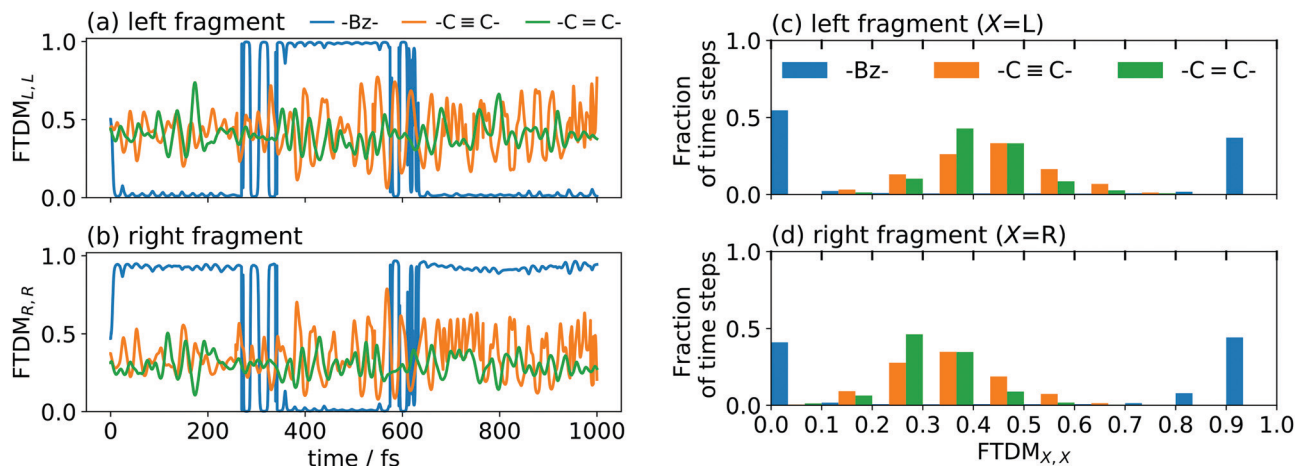 (a) left fragment -Bz- -C ≡ C- -C = C-
1.0
0.5
0.0
FTDM_{L, L}
(b) right fragment
1.0
0.5
0.0
FTDM_{R, R}
0 200 400 600 800 1000
time / fs
(c) left fragment (X=L)
1.0
0.5
0.0
Fraction
of time steps
-Bz- -C ≡ C- -C = C-
(d) right fragment (X=R)
1.0
0.5
0.0
Fraction
of time steps
0.0 0.1 0.2 0.3 0.4 0.5 0.6 0.7 0.8 0.9 1.0
FTDM_{X, X}